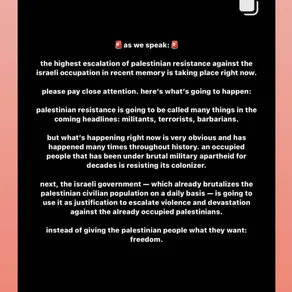 🚨 as we speak: 🚨
the highest escalation of palestinian resistance against the
israeli occupation in recent memory is taking place right now.
please pay close attention. here's what's going to happen:
palestinian resistance is going to be called many things in the
coming headlines: militants, terrorists, barbarians.
but what's happening right now is very obvious and has
happened many times throughout history. an occupied
people that has been under brutal military apartheid for
decades is resisting its colonizer.
next, the israeli government — which already brutalizes the
palestinian civilian population on a daily basis — is going to
use it as justification to escalate violence and devastation
against the already occupied palestinians.
instead of giving the palestinian people what they want:
freedom.